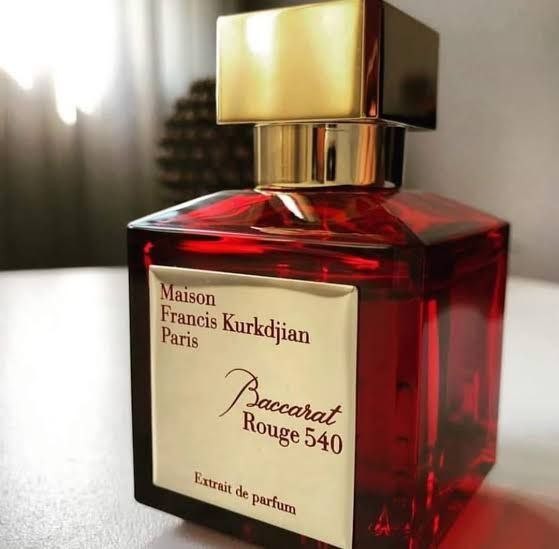 Maison
Francis Kurkdjian
Paris
Baccarat
Rouge 540
Extrait de parfum